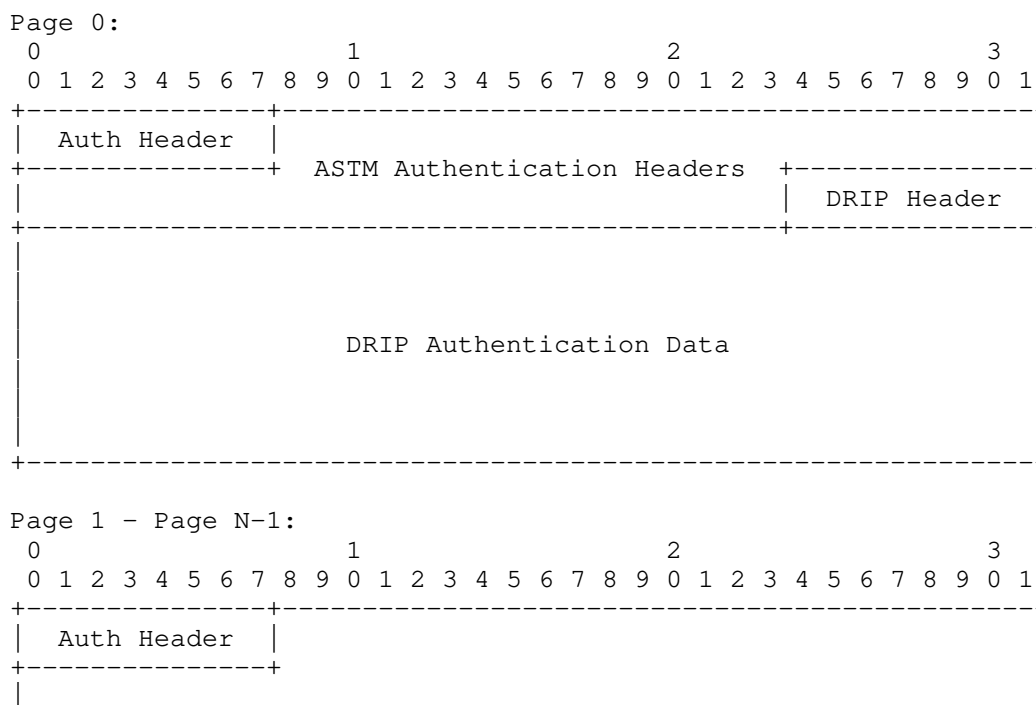 Page 0:
 0                   1                   2                   3
 0 1 2 3 4 5 6 7 8 9 0 1 2 3 4 5 6 7 8 9 0 1 2 3 4 5 6 7 8 9 0 1
+---------------+-----------------------------------------------
|  Auth Header  |
+---------------+  ASTM Authentication Headers  +---------------
|                                               |  DRIP Header
+-----------------------------------------------+---------------
|
|
|
|                    DRIP Authentication Data
|
|
|
+---------------------------------------------------------------
Page 1 - Page N-1:
 0                   1                   2                   3
 0 1 2 3 4 5 6 7 8 9 0 1 2 3 4 5 6 7 8 9 0 1 2 3 4 5 6 7 8 9 0 1
+---------------+-----------------------------------------------
|  Auth Header  |
+---------------+
|